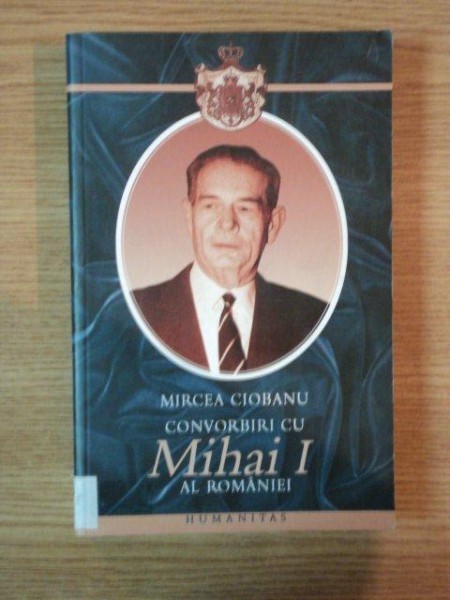 MIRCEA CIOBANU
CONVORBIRI CU
Mihai I
AL ROMÂNIEI
HUMANITAS